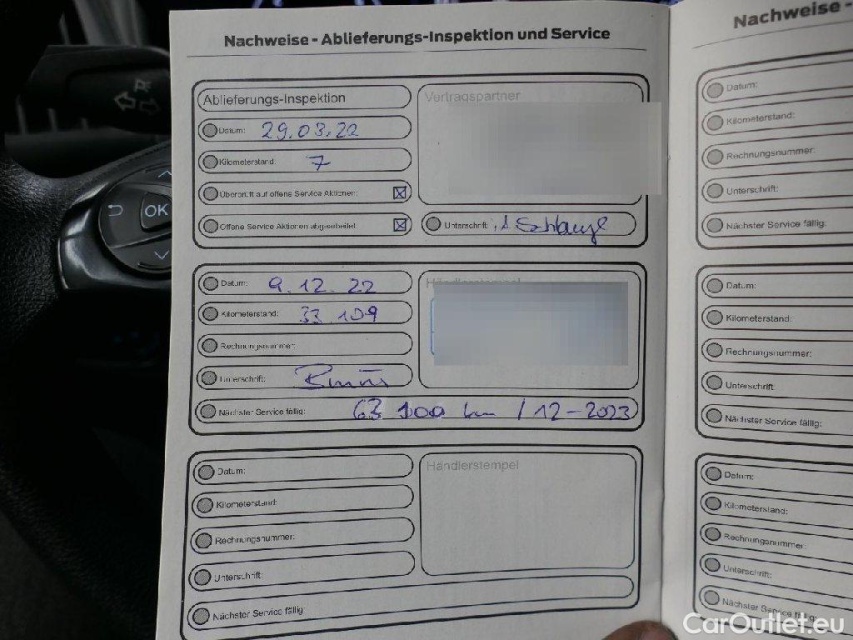 Nachweise - Ablieferungs-Inspektion und Service
Ablieferungs-Inspektion
Vertragspartner
Datum: 29.03.22
Kilometerstand: 7
Überprüft auf offene Service Aktionen:
Offene Service Aktionen abgearbeitet:
Unterschrift:
Datum: 9.12.22
Kilometerstand: 33 109
Rechnungsnummer:
Unterschrift:
Nächster Service fällig: 63 100 km / 12-2023
Datum:
Händlerstempel
Kilometerstand:
Rechnungsnummer:
Unterschrift:
Nächster Service fällig:
Nachweise -
Datum:
Kilometerstand:
Rechnungsnummer:
Unterschrift:
Nächster Service fällig:
Datum:
Kilometerstand:
Rechnungsnummer:
Unterschrift:
Nächster Service fällig:
Datum:
Kilometerstand:
Rechnungsnummer:
Unterschrift:
Nächster Service fällig:
OK
CarOutlet.eu